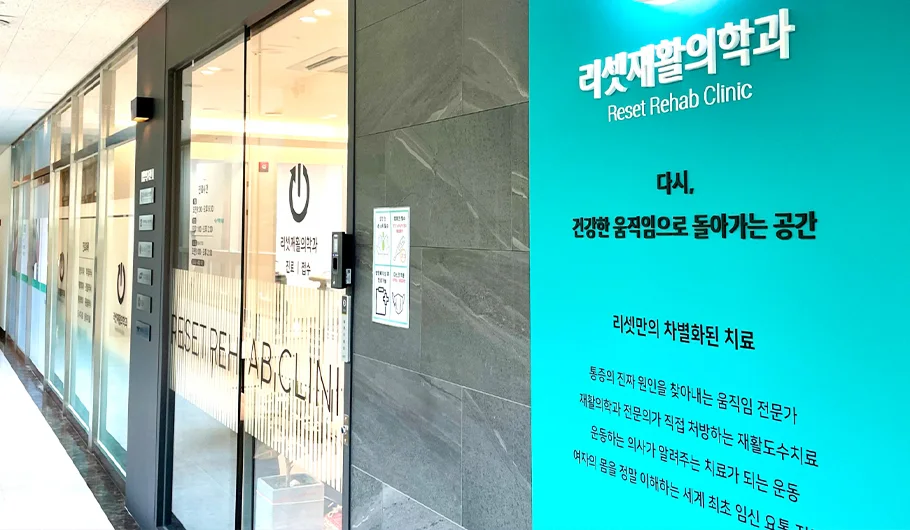 리셋재활의학과
Reset Rehab Clinic
다시,
건강한 움직임으로 돌아가는 공간
리셋만의 차별화된 치료
통증의 진짜 원인을 찾아내는 움직임 전문가
재활의학과 전문의가 직접 처방하는 재활도수치료
운동하는 의사가 알려주는 치료가 되는 운동
여자의 몸을 정말 이해하는 세계 최초 임신 요통
리셋재활의학과
진료 | 접수
RESET REHAB CLINI